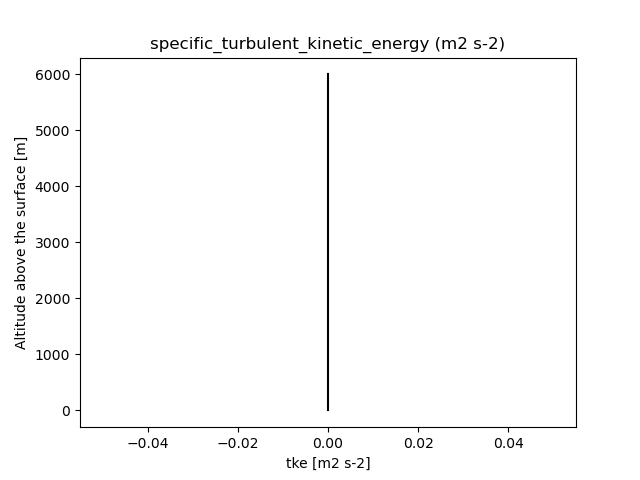 specific_turbulent_kinetic_energy (m2 s-2)
Altitude above the surface [m]
6000
5000
4000
3000
2000
1000
0
−0.04 −0.02 0.00 0.02 0.04
tke [m2 s-2]